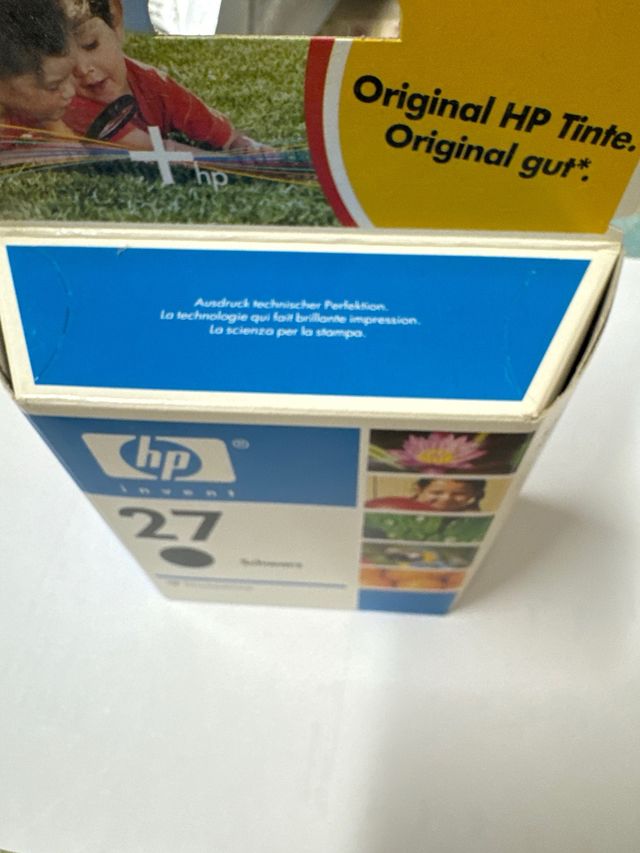 Original HP Tinte.
Original gut*.
hp
Ausdruck technischer Perfektion.
La technologie qui fait brillante impression.
La scienza per la stampa.
hp ®
invent
27
Schwarz